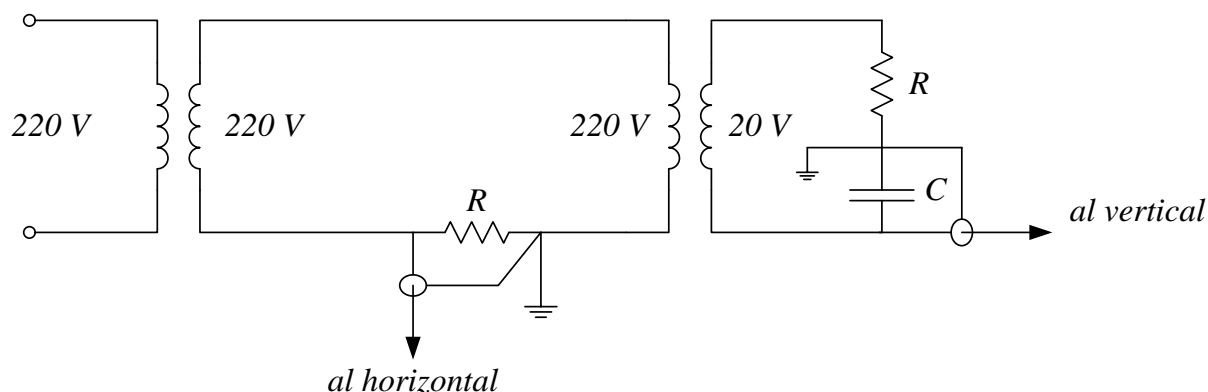 220 V
220 V
220 V
20 V
R
R
C
al vertical
al horizontal